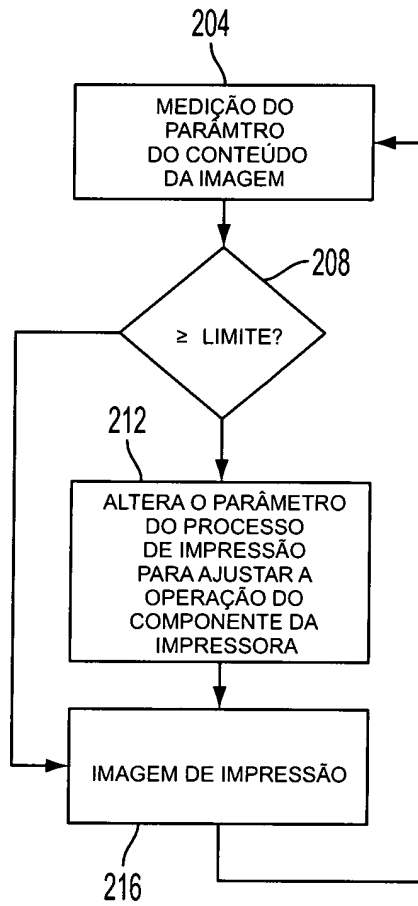 204
MEDIÇÃO DO
PARÂMTRO
DO CONTEÚDO
DA IMAGEM
208
≥ LIMITE?
212
ALTERA O PARÂMETRO
DO PROCESSO
DE IMPRESSÃO
PARA AJUSTAR A
OPERAÇÃO DO
COMPONENTE DA
IMPRESSORA
IMAGEM DE IMPRESSÃO
216